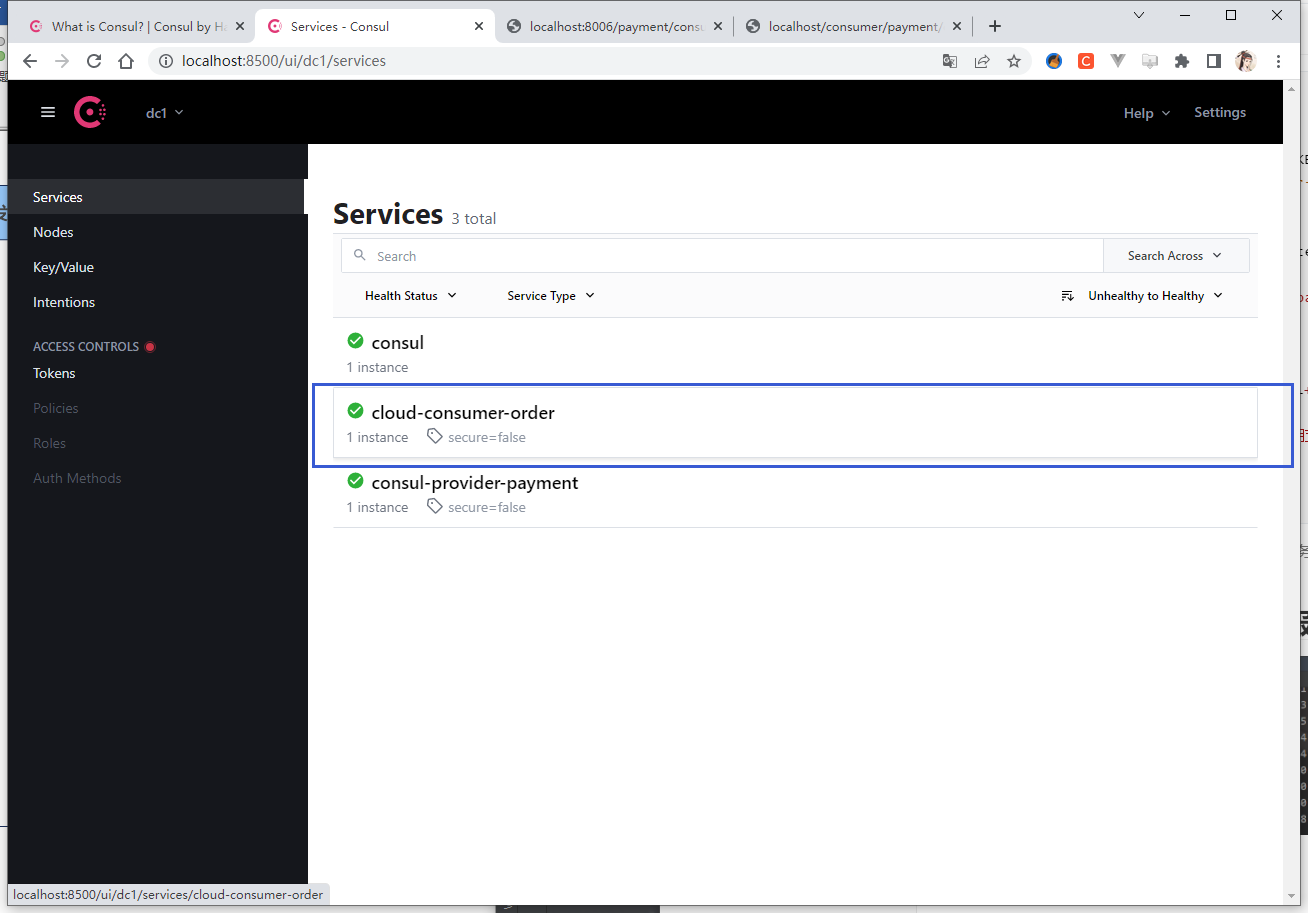 What is Consul? | Consul by Ha
Services - Consul
localhost:8006/payment/consu
localhost/consumer/payment/
localhost:8500/ui/dc1/services
dc1
Help
Settings
Services
Nodes
Key/Value
Intentions
ACCESS CONTROLS
Tokens
Policies
Roles
Auth Methods
Services 3 total
Search
Search Across
Health Status
Service Type
Unhealthy to Healthy
consul
1 instance
cloud-consumer-order
1 instance secure=false
consul-provider-payment
1 instance secure=false
localhost:8500/ui/dc1/services/cloud-consumer-order